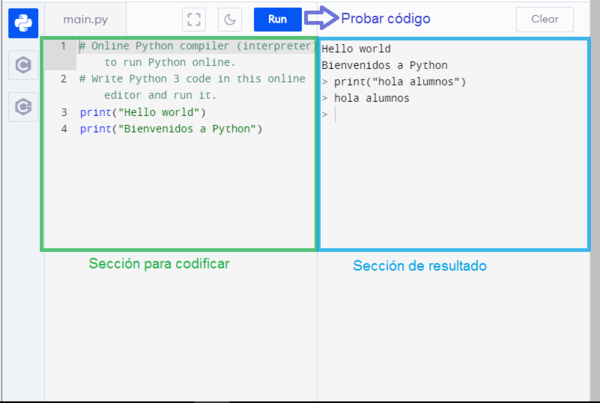 main.py
Run
Probar código
Clear
1 # Online Python compiler (interpreter)
to run Python online.
2 # Write Python 3 code in this online
editor and run it.
3 print("Hello world")
4 print("Bienvenidos a Python")
Hello world
Bienvenidos a Python
> print("hola alumnos")
> hola alumnos
>
Sección para codificar
Sección de resultado